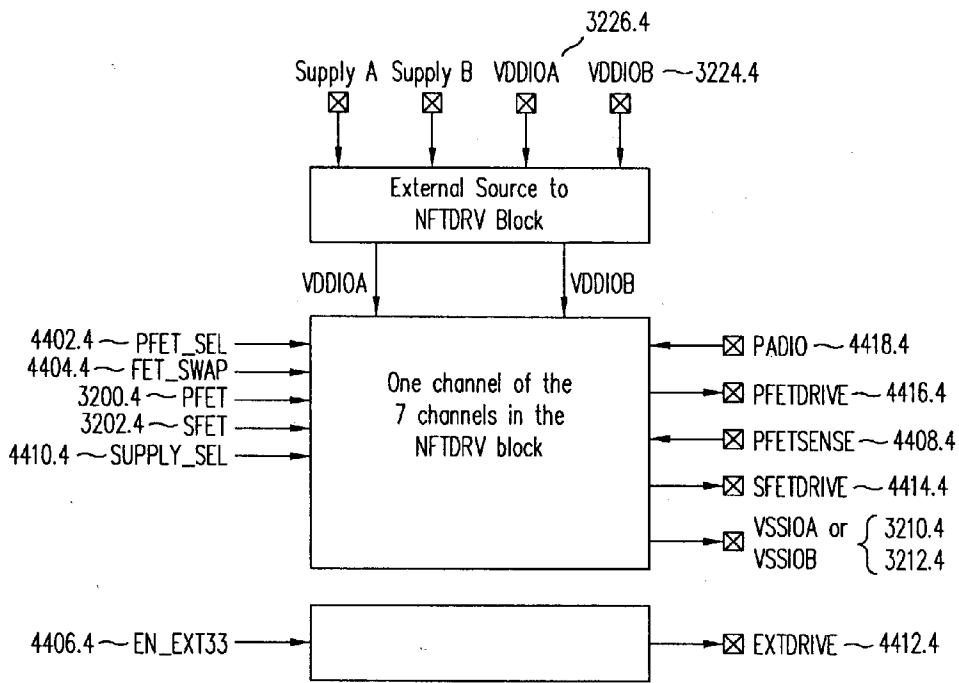 3226.4
Supply A Supply B VDDIOA VDDIOB 3224.4
External Source to
NFTDRV Block
VDDIOA VDDIOB
4402.4 PFET_SEL
4404.4 FET_SWAP
3200.4 PFET
3202.4 SFET
4410.4 SUPPLY_SEL
One channel of the
7 channels in the
NFTDRV block
PADIO 4418.4
PFETDRIVE 4416.4
PFETSENSE 4408.4
SFETDRIVE 4414.4
VSSIOA or 3210.4
VSSIOB 3212.4
4406.4 EN_EXT33
EXTDRIVE 4412.4